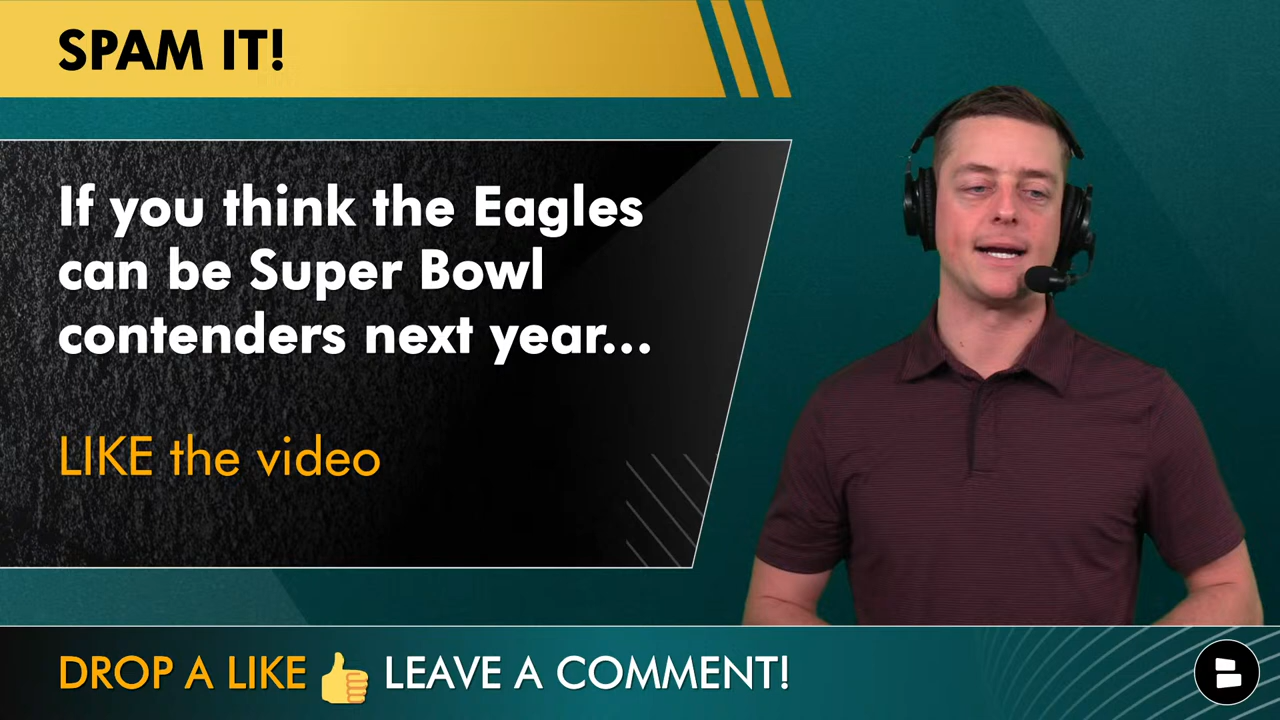 SPAM IT!
If you think the Eagles
can be Super Bowl
contenders next year...
LIKE the video
DROP A LIKE 👍 LEAVE A COMMENT!